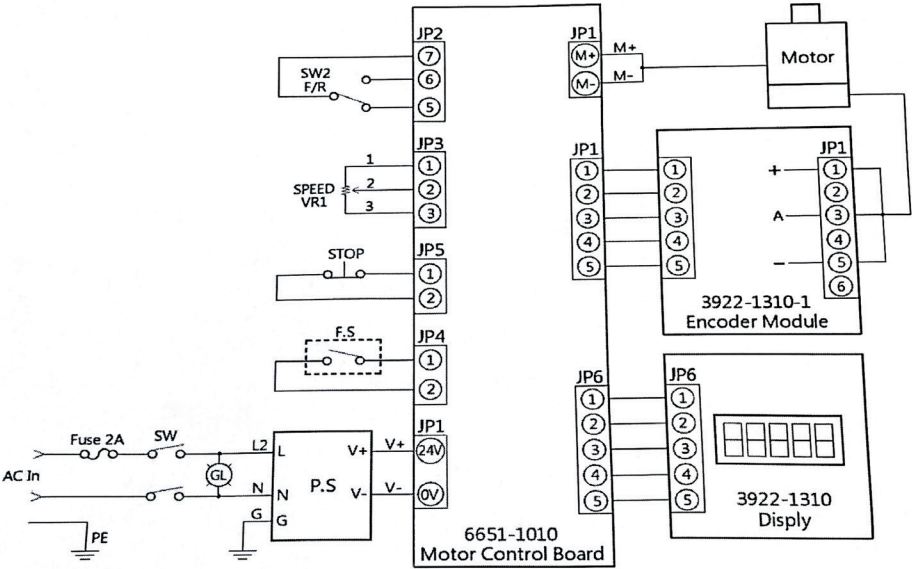 JP2
7
6
5
SW2
F/R
JP3
1
2
3
1
2
3
SPEED
VR1
JP5
STOP
1
2
JP4
F.S
1
2
JP1
24V
0V
Fuse 2A
SW
AC In
GL
L2
N
G
L
N
G
P.S
V+
V-
V+
V-
PE
6651-1010
Motor Control Board
JP1
M+
M-
M+
M-
Motor
JP1
1
2
3
4
5
1
2
3
4
5
JP1
+
A
-
1
2
3
4
5
6
3922-1310-1
Encoder Module
JP6
1
2
3
4
5
JP6
1
2
3
4
5
3922-1310
Disply